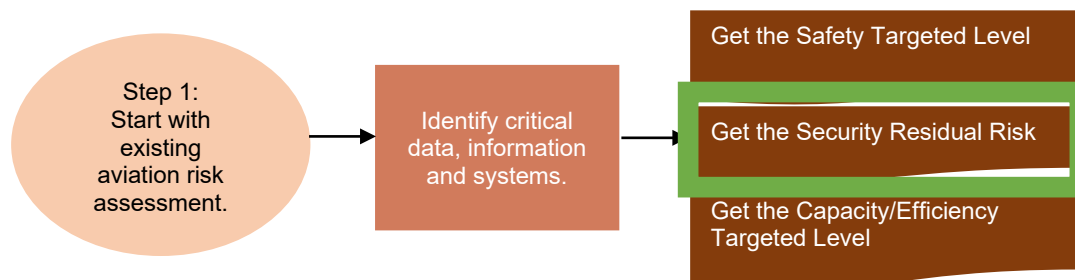 Step 1:
Start with
existing
aviation risk
assessment.
Identify critical
data, information
and systems.
Get the Safety Targeted Level
Get the Security Residual Risk
Get the Capacity/Efficiency
Targeted Level